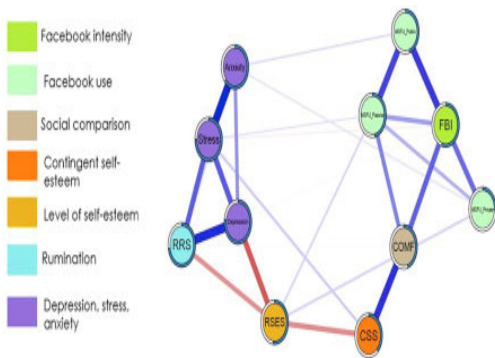 Facebook intensity
Facebook use
Social comparison
Contingent self-
esteem
Level of self-esteem
Rumination
Depression, stress,
anxiety
Anxiety
Stress
Depression
RRS
RSES
CSS
COMF
FBI